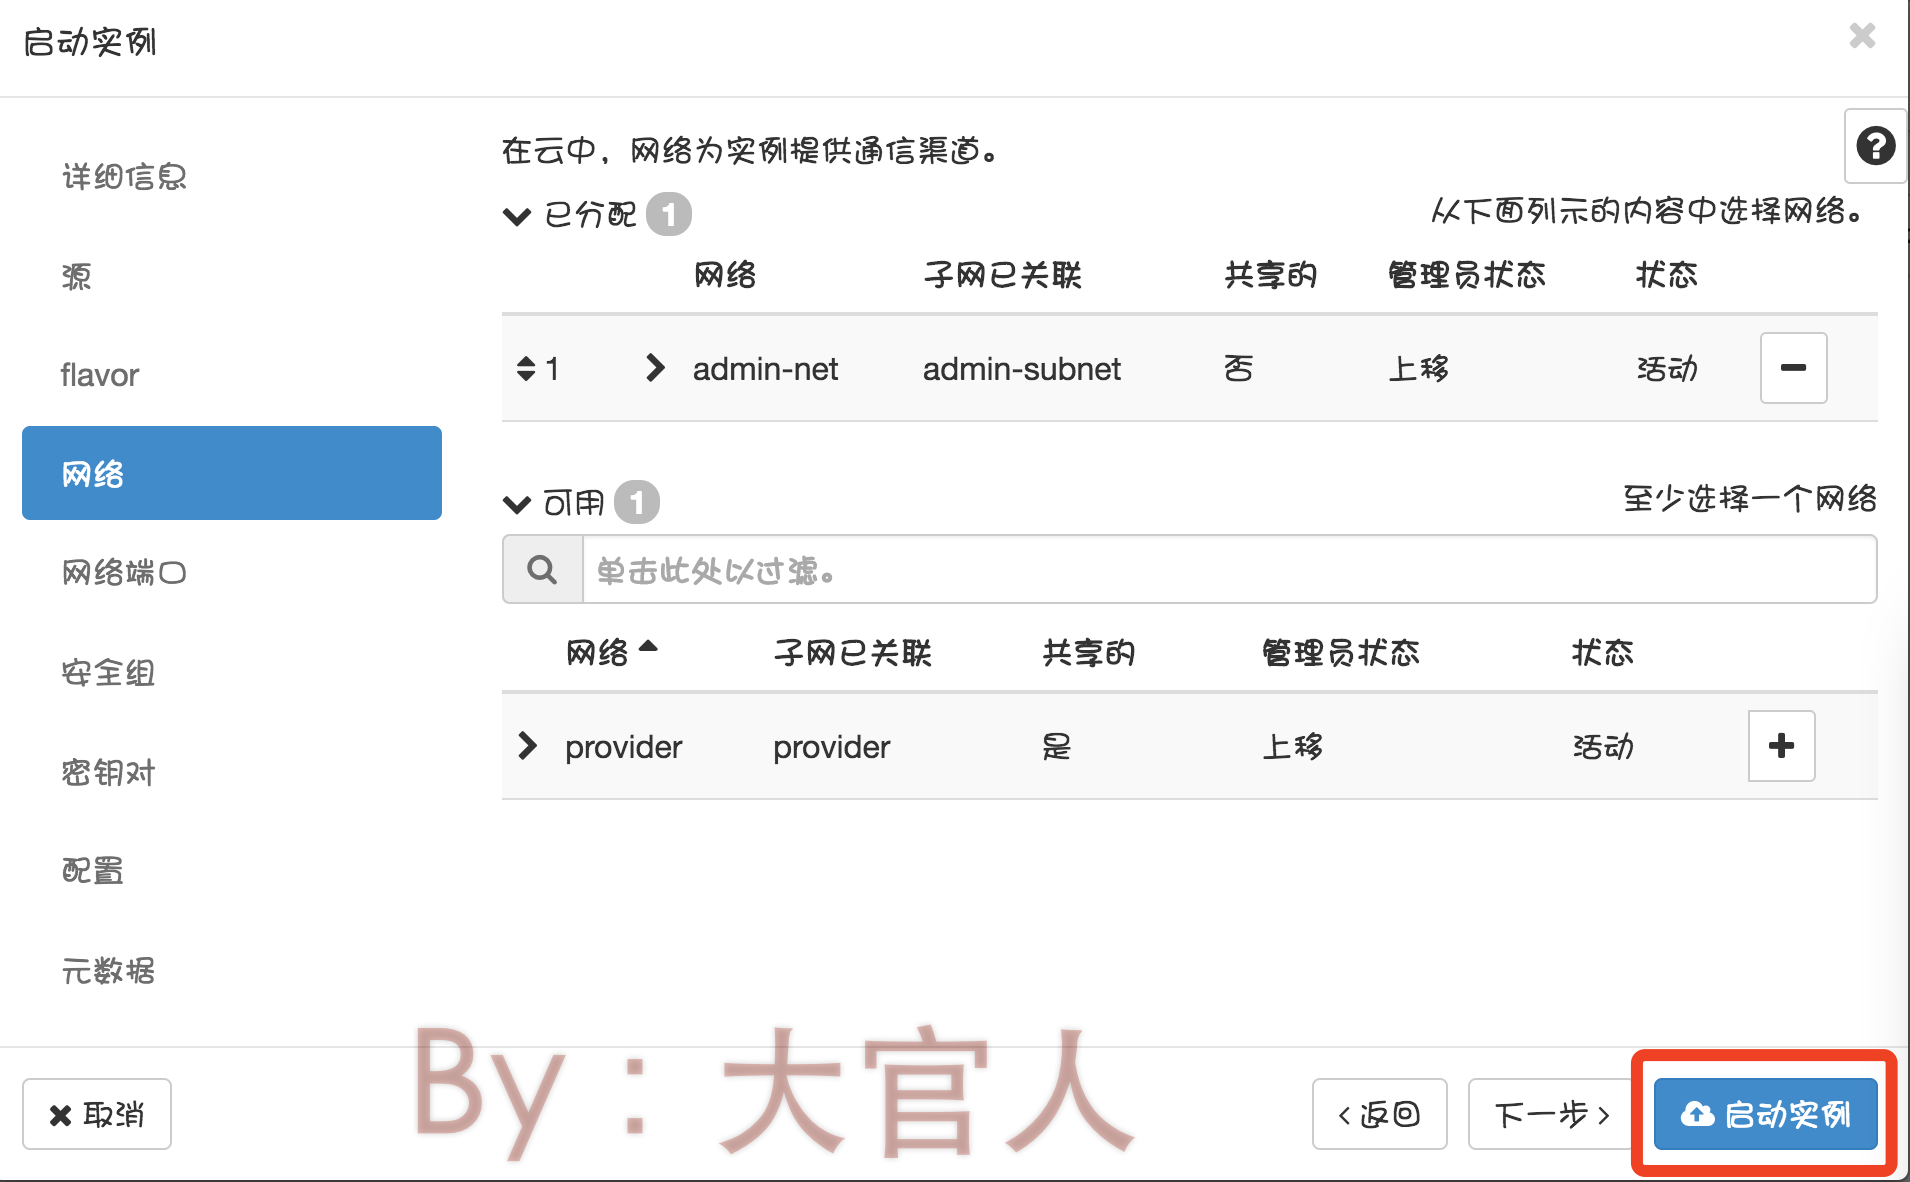 启动实例
详细信息
源
flavor
网络
网络端口
安全组
密钥对
配置
元数据
在云中，网络为实例提供通信渠道。
已分配 1
从下面列示的内容中选择网络。
网络 子网已关联 共享的 管理员状态 状态
1 admin-net admin-subnet 否 上移 活动
可用 1
至少选择一个网络
单击此处以过滤。
网络 子网已关联 共享的 管理员状态 状态
provider provider 是 上移 活动
取消
返回
下一步
启动实例
By：大官人